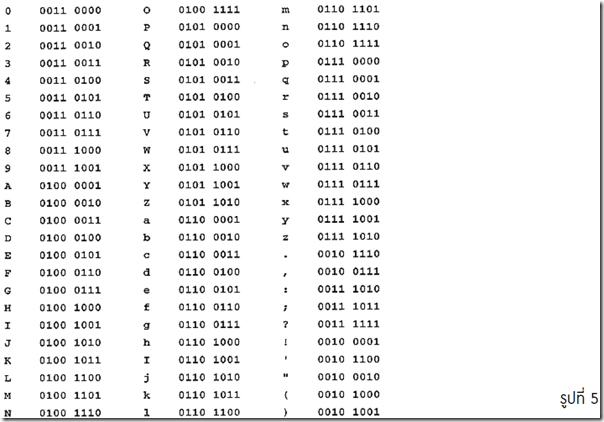 0 0011 0000 O 0100 1111 m 0110 1101
1 0011 0001 P 0101 0000 n 0110 1110
2 0011 0010 Q 0101 0001 o 0110 1111
3 0011 0011 R 0101 0010 p 0111 0000
4 0011 0100 S 0101 0011 q 0111 0001
5 0011 0101 T 0101 0100 r 0111 0010
6 0011 0110 U 0101 0101 s 0111 0011
7 0011 0111 V 0101 0110 t 0111 0100
8 0011 1000 W 0101 0111 u 0111 0101
9 0011 1001 X 0101 1000 v 0111 0110
A 0100 0001 Y 0101 1001 w 0111 0111
B 0100 0010 Z 0101 1010 x 0111 1000
C 0100 0011 a 0110 0001 y 0111 1001
D 0100 0100 b 0110 0010 z 0111 1010
E 0100 0101 c 0110 0011 . 0010 1110
F 0100 0110 d 0110 0100 , 0010 0111
G 0100 0111 e 0110 0101 : 0011 1010
H 0100 1000 f 0110 0110 ; 0011 1011
I 0100 1001 g 0110 0111 ? 0011 1111
J 0100 1010 h 0110 1000 ! 0010 0001
K 0100 1011 I 0110 1001 ' 0010 1100
L 0100 1100 j 0110 1010 " 0010 0010
M 0100 1101 k 0110 1011 ( 0010 1000
N 0100 1110 l 0110 1100 ) 0010 1001
รูปที่ 5